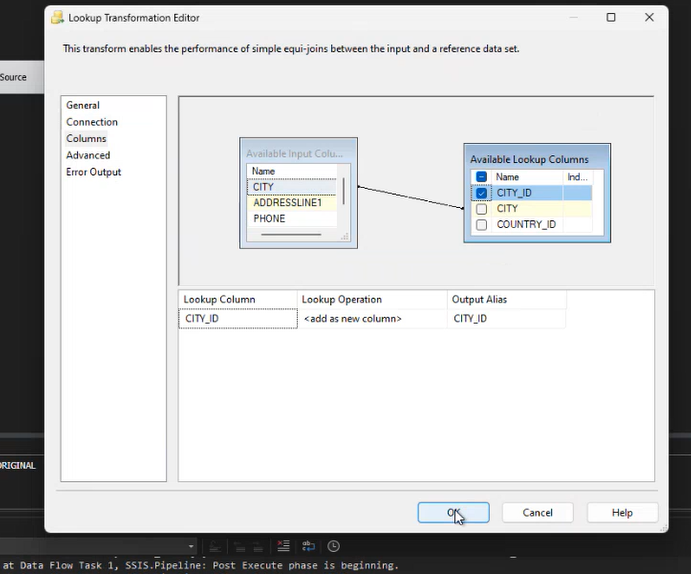 Lookup Transformation Editor
This transform enables the performance of simple equi-joins between the input and a reference data set.
Source
General
Connection
Columns
Advanced
Error Output
Available Input Colu...
Name
CITY
ADDRESSLINE1
PHONE
Available Lookup Columns
Name Ind...
CITY_ID
CITY
COUNTRY_ID
Lookup Column Lookup Operation Output Alias
CITY_ID <add as new column> CITY_ID
ORIGINAL
OK Cancel Help
at Data Flow Task 1, SSIS.Pipeline: Post Execute phase is beginning.